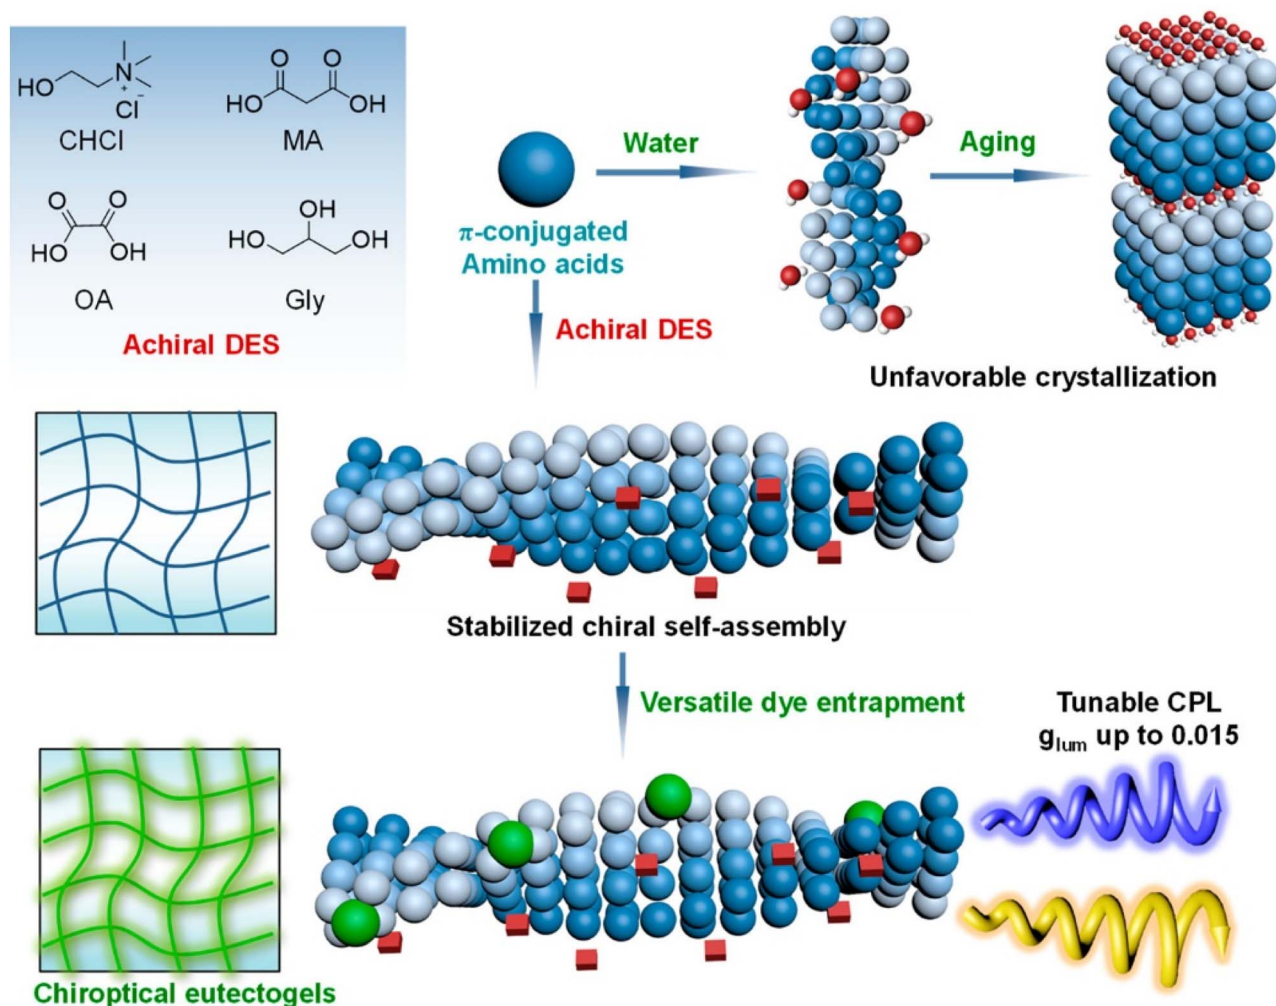 HO
N
+
Cl
-
CHCl
O
O
HO
OH
MA
O
O
HO
OH
OA
OH
HO
OH
Gly
Achiral DES
π-conjugated
Amino acids
Water
Aging
Unfavorable crystallization
Achiral DES
Stabilized chiral self-assembly
Versatile dye entrapment
Tunable CPL
glum up to 0.015
Chiroptical eutectogels